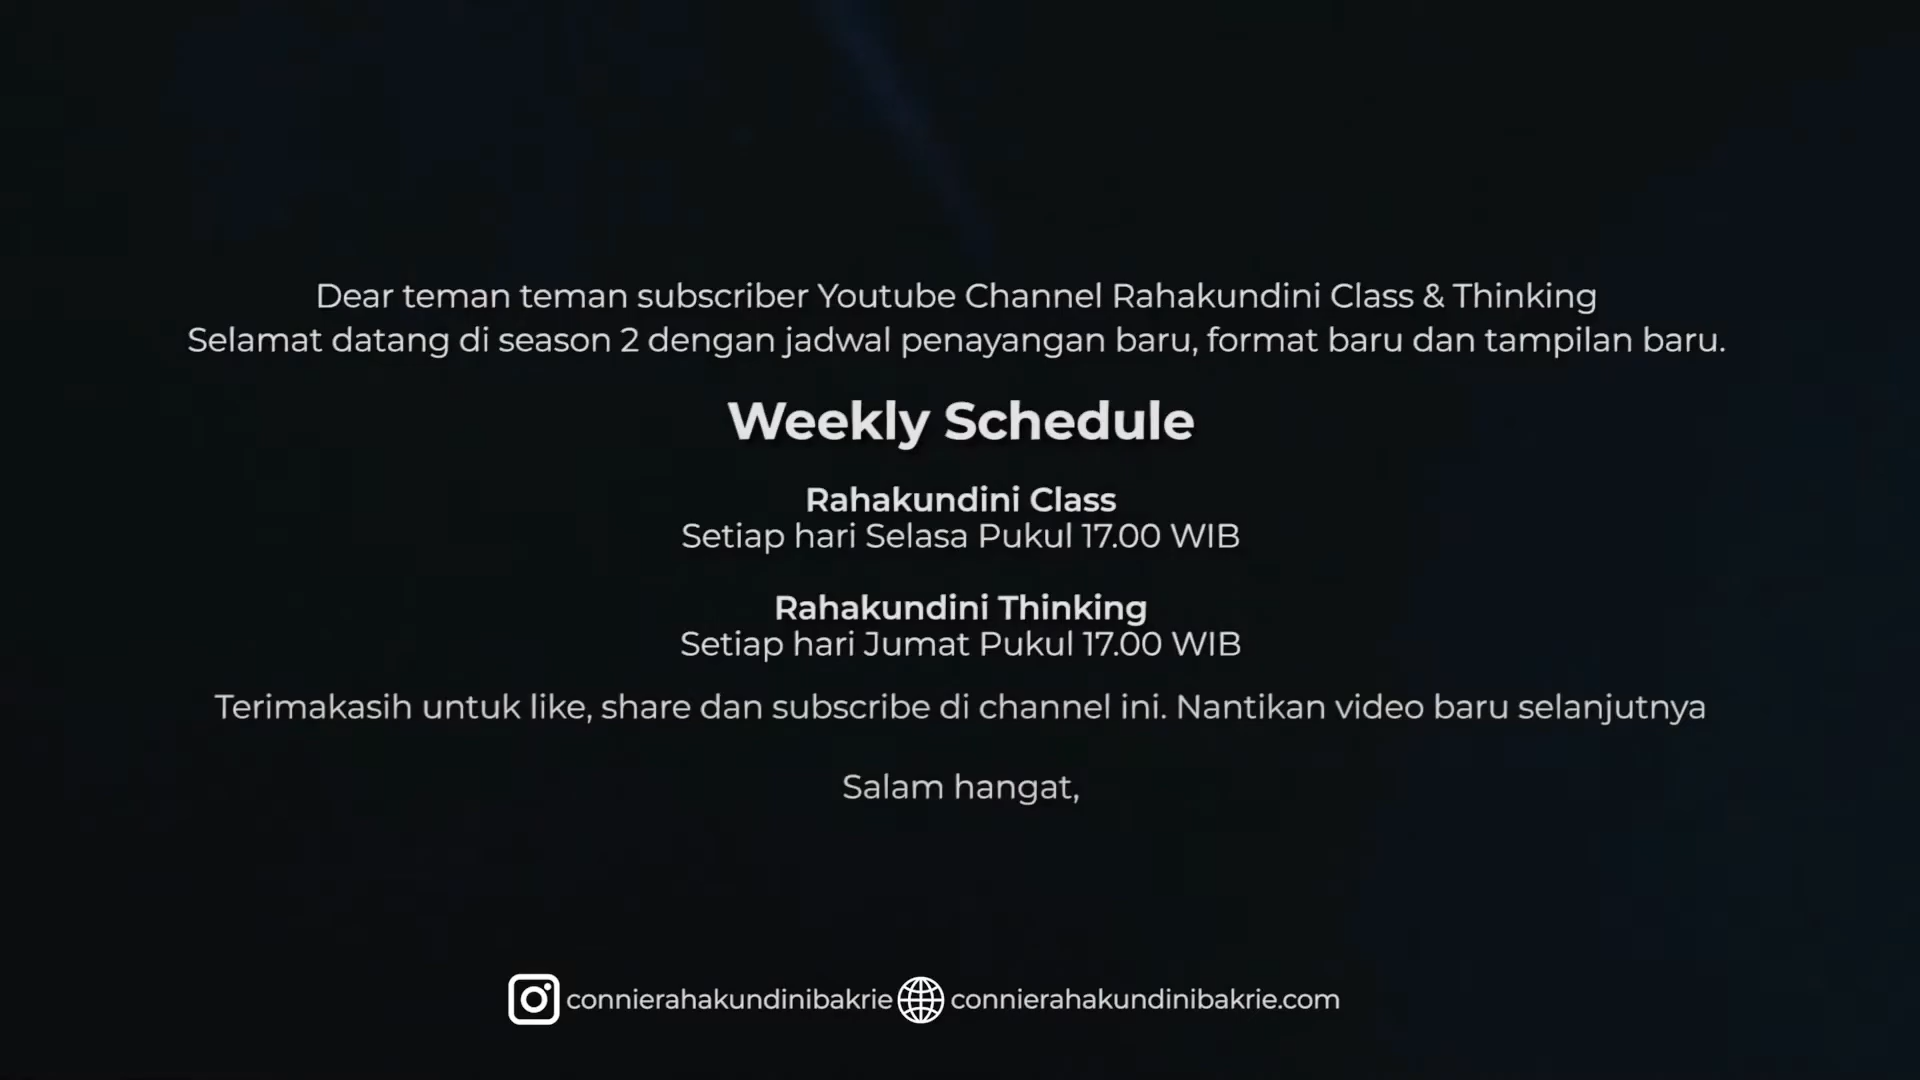 Dear teman teman subscriber Youtube Channel Rahakundini Class & Thinking
Selamat datang di season 2 dengan jadwal penayangan baru, format baru dan tampilan baru.
Weekly Schedule
Rahakundini Class
Setiap hari Selasa Pukul 17.00 WIB
Rahakundini Thinking
Setiap hari Jumat Pukul 17.00 WIB
Terimakasih untuk like, share dan subscribe di channel ini. Nantikan video baru selanjutnya
Salam hangat,
connierahakundinibakrie connierahakundinibakrie.com